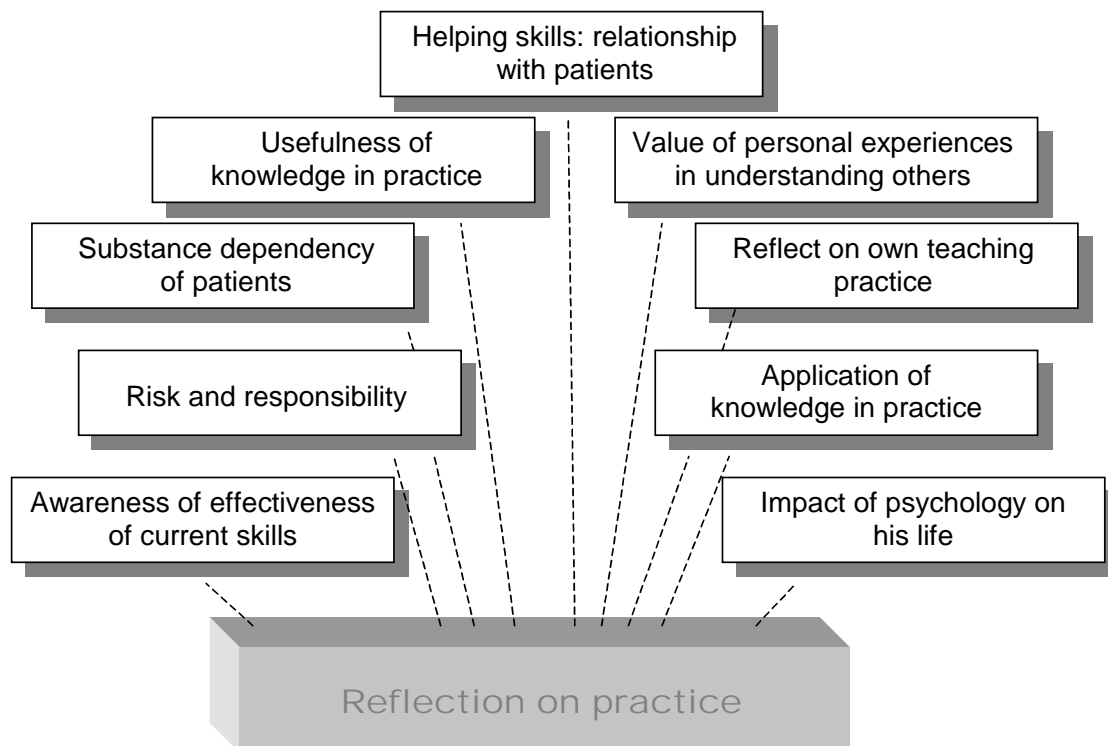 Helping skills: relationship
with patients
Usefulness of
knowledge in practice
Value of personal experiences
in understanding others
Substance dependency
of patients
Reflect on own teaching
practice
Risk and responsibility
Application of
knowledge in practice
Awareness of effectiveness
of current skills
Impact of psychology on
his life
Reflection on practice